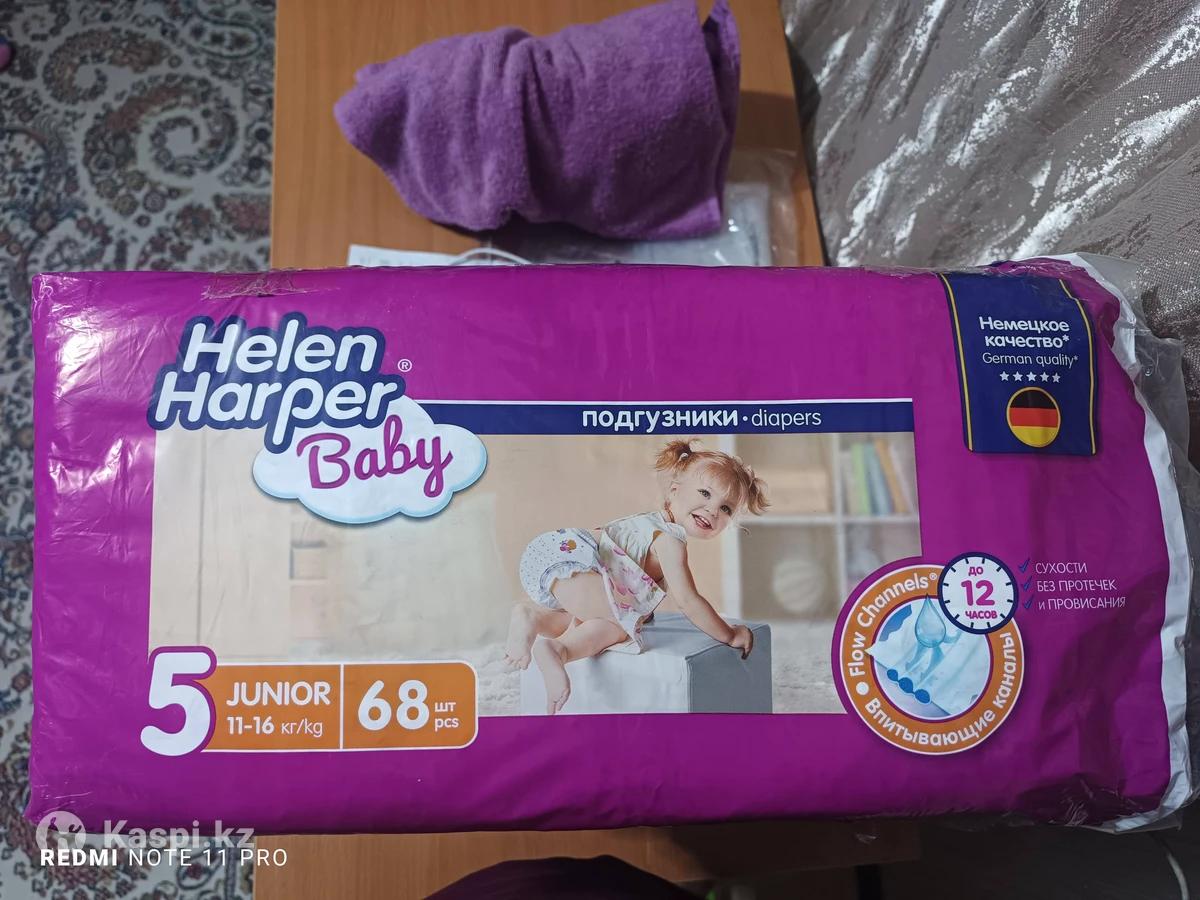 Helen
Harper®
Baby
подгузники • diapers
Немецкое
качество*
German quality*
5
JUNIOR
11-16 кг/kg
68 шт
pcs
до
12
часов
✓ СУХОСТИ
✓ БЕЗ ПРОТЕЧЕК
✓ и ПРОВИСАНИЯ
Flow Channels®
• Впитывающие каналы
Kaspi.kz
REDMI NOTE 11 PRO